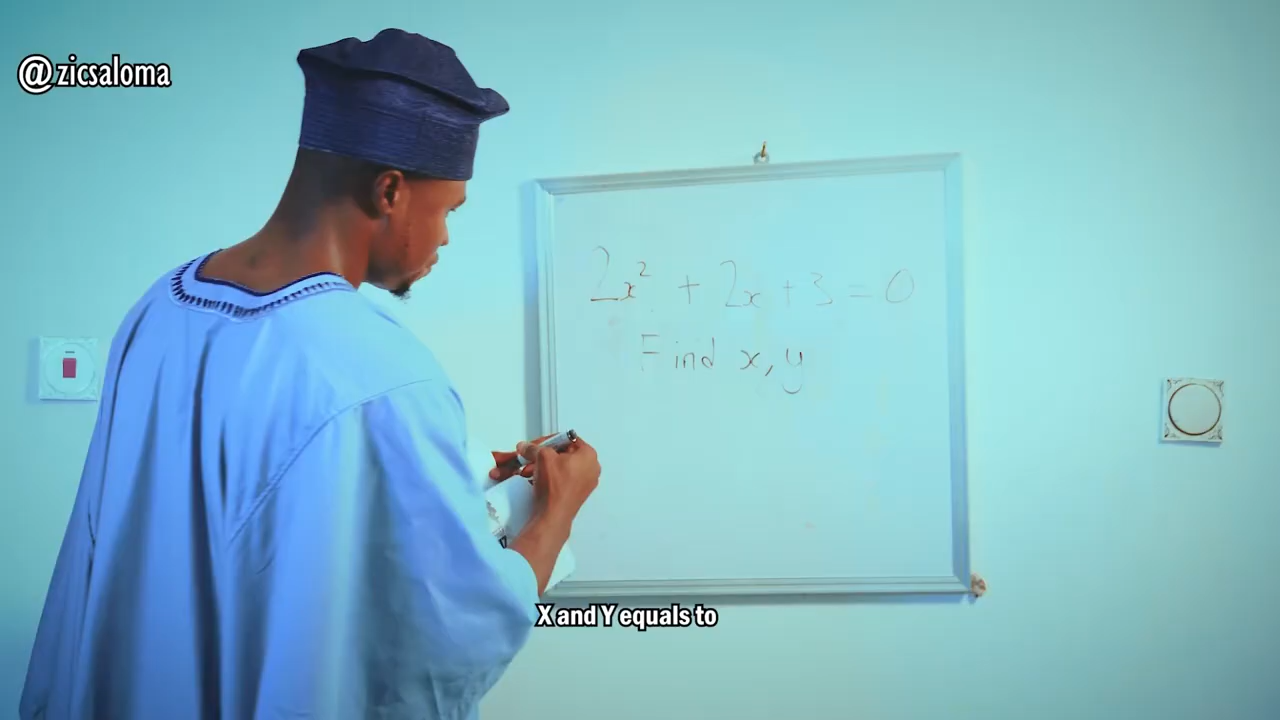 @zicsaloma
2x² + 2x + 3 = 0
Find x, y
X and Y equals to